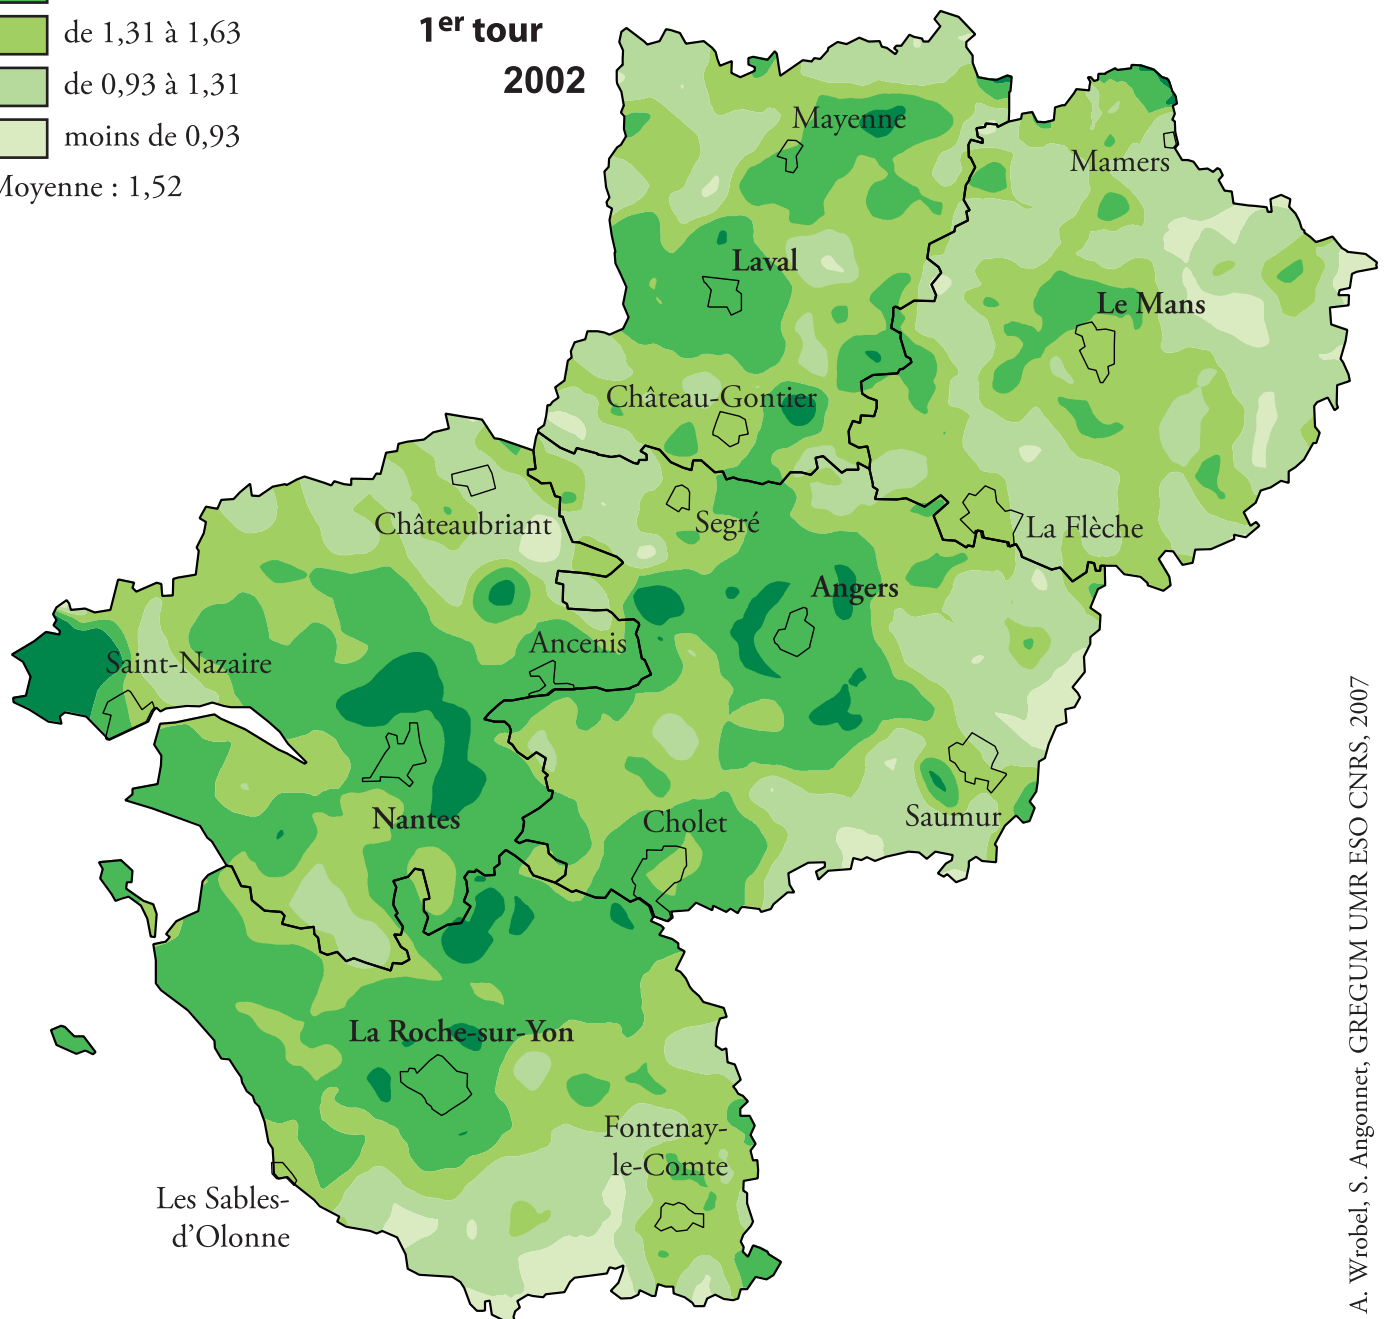 de 1,31 à 1,63
de 0,93 à 1,31
moins de 0,93
Moyenne : 1,52
1er tour
2002
Mayenne
Mamers
Laval
Le Mans
Château-Gontier
Châteaubriant
Segré
La Flèche
Angers
Ancenis
Saint-Nazaire
Nantes
Cholet
Saumur
La Roche-sur-Yon
Fontenay-
le-Comte
Les Sables-
d'Olonne
A. Wrobel, S. Angonnet, GREGUM UMR ESO CNRS, 2007